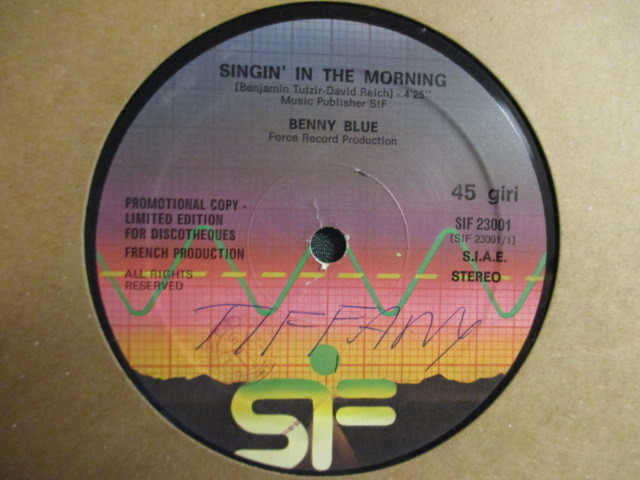 SINGIN' IN THE MORNING
(Benjamin Tulzir-David Reich) - 4'25''
Music Publisher SIF
BENNY BLUE
Force Record Production
PROMOTIONAL COPY -
LIMITED EDITION
FOR DISCOTHEQUES
FRENCH PRODUCTION
ALL RIGHTS
RESERVED
45 giri
SIF 23001
(SIF 23001/1)
S.I.A.E.
STEREO
TIFFANY
SIF